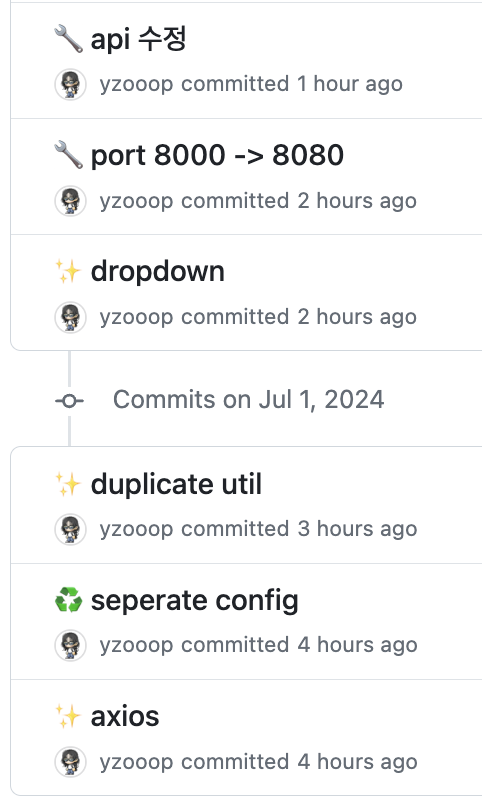 🔧 api 수정
yzooop committed 1 hour ago
🔧 port 8000 -> 8080
yzooop committed 2 hours ago
✨ dropdown
yzooop committed 2 hours ago
Commits on Jul 1, 2024
✨ duplicate util
yzooop committed 3 hours ago
♻️ seperate config
yzooop committed 4 hours ago
✨ axios
yzooop committed 4 hours ago